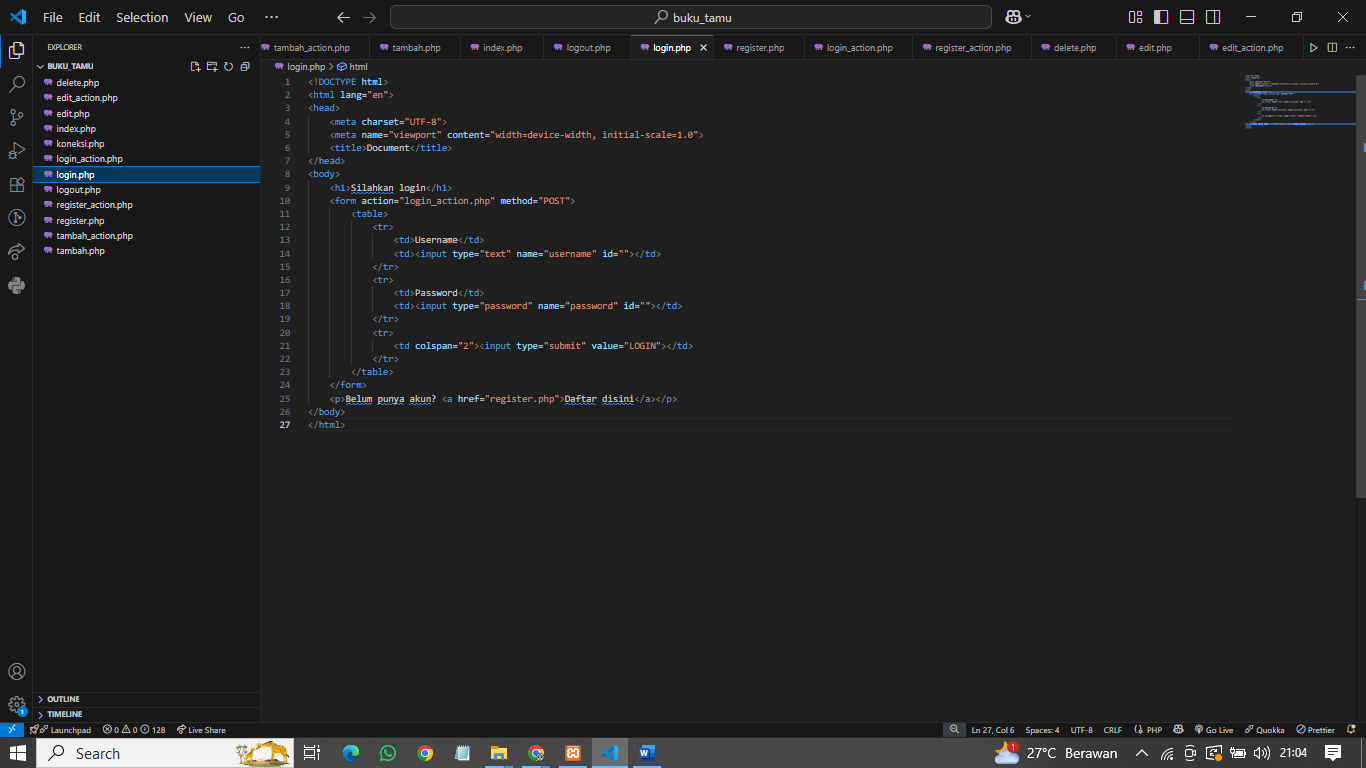 File Edit Selection View Go ... buku_tamu
EXPLORER ...
BUKU_TAMU
delete.php
edit_action.php
edit.php
index.php
koneksi.php
login_action.php
login.php
logout.php
register_action.php
register.php
tambah_action.php
tambah.php
OUTLINE
TIMELINE
tambah_action.php tambah.php index.php logout.php login.php register.php login_action.php register_action.php delete.php edit.php edit_action.php ...
login.php > html
1 <!DOCTYPE html>
2 <html lang="en">
3 <head>
4 <meta charset="UTF-8">
5 <meta name="viewport" content="width=device-width, initial-scale=1.0">
6 <title>Document</title>
7 </head>
8 <body>
9 <h1>Silahkan login</h1>
10 <form action="login_action.php" method="POST">
11 <table>
12 <tr>
13 <td>Username</td>
14 <td><input type="text" name="username" id=""></td>
15 </tr>
16 <tr>
17 <td>Password</td>
18 <td><input type="password" name="password" id=""></td>
19 </tr>
20 <tr>
21 <td colspan="2"><input type="submit" value="LOGIN"></td>
22 </tr>
23 </table>
24 </form>
25 <p>Belum punya akun? <a href="register.php">Daftar disini</a></p>
26 </body>
27 </html>
Launchpad 0 0 128 Live Share Ln 27, Col 6 Spaces: 4 UTF-8 CRLF PHP Go Live Quokka Prettier
Search 1 27°C Berawan 21:04